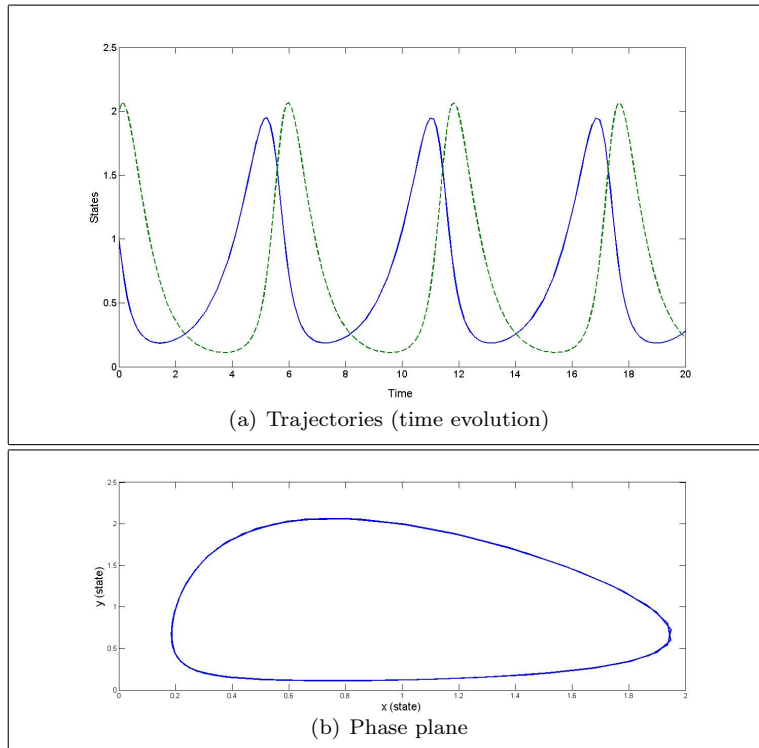 2.5
2
1.5
1
0.5
0
States
0 2 4 6 8 10 12 14 16 18 20
Time
(a) Trajectories (time evolution)
2.5
2
1.5
1
0.5
0
y (state)
0 0.2 0.4 0.6 0.8 1 1.2 1.4 1.6 1.8 2
x (state)
(b) Phase plane